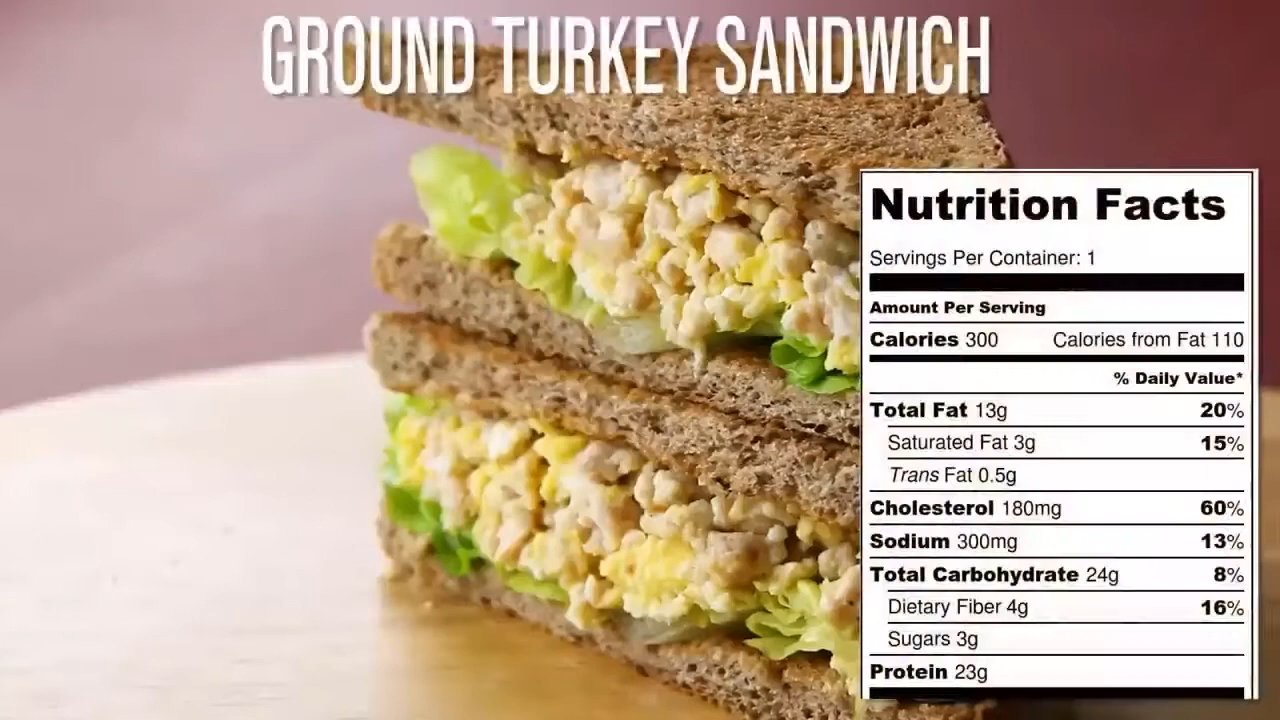 GROUND TURKEY SANDWICH
Nutrition Facts
Servings Per Container: 1
Amount Per Serving
Calories 300 Calories from Fat 110
% Daily Value*
Total Fat 13g 20%
Saturated Fat 3g 15%
Trans Fat 0.5g
Cholesterol 180mg 60%
Sodium 300mg 13%
Total Carbohydrate 24g 8%
Dietary Fiber 4g 16%
Sugars 3g
Protein 23g